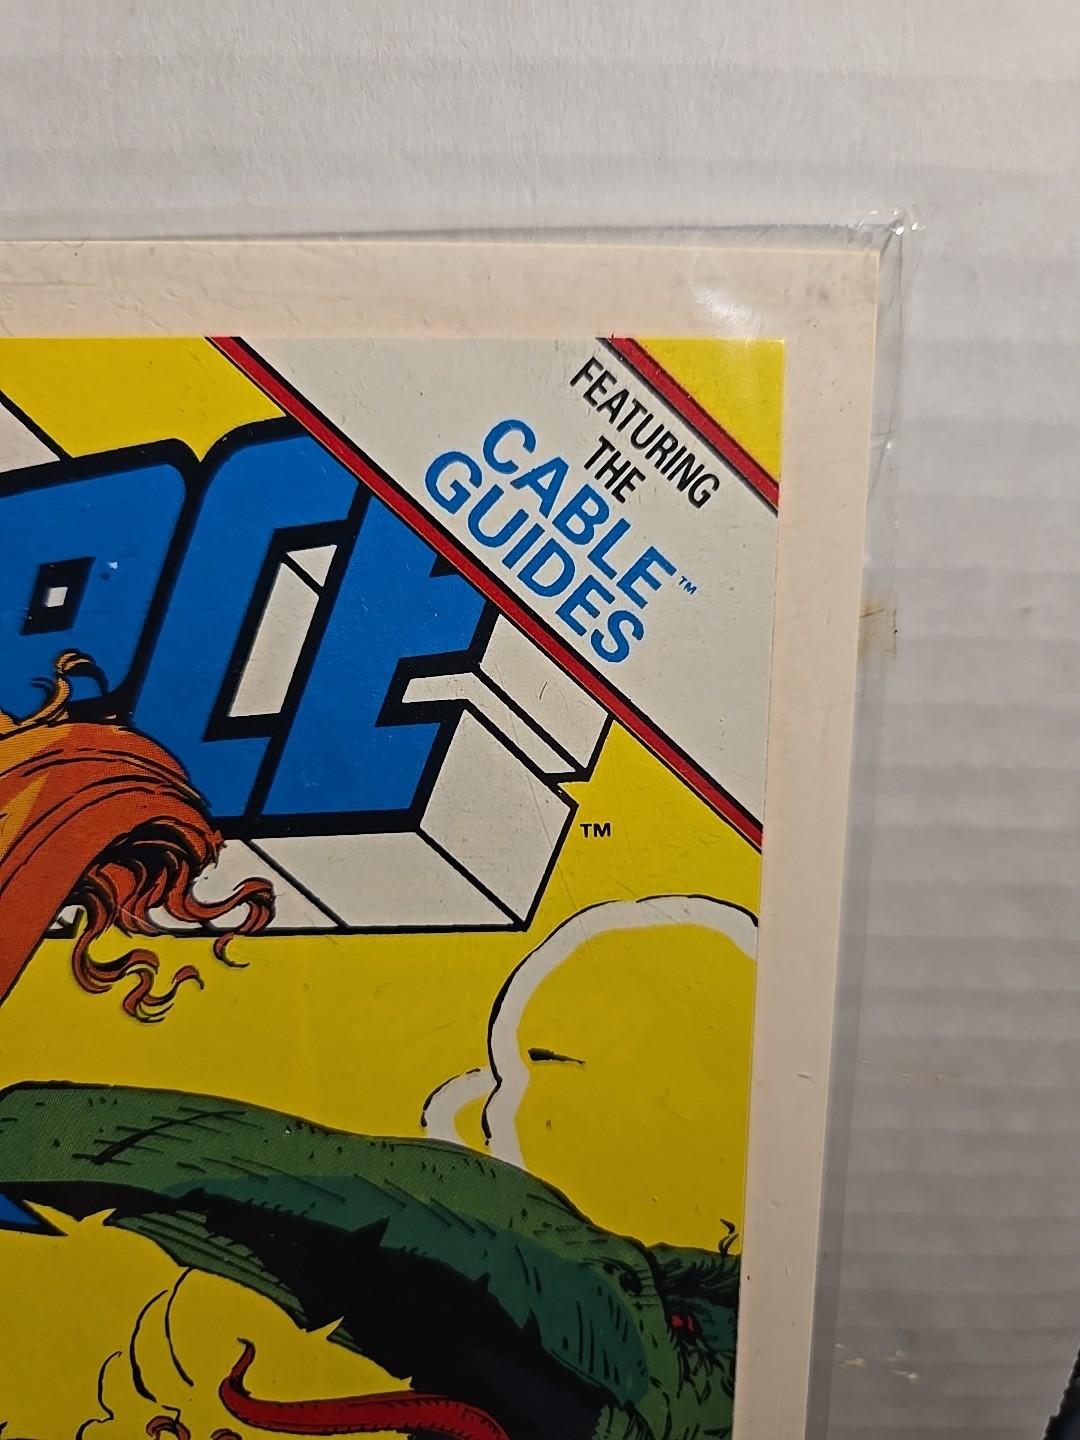 FEATURING
THE
CABLE™
GUIDES
TM